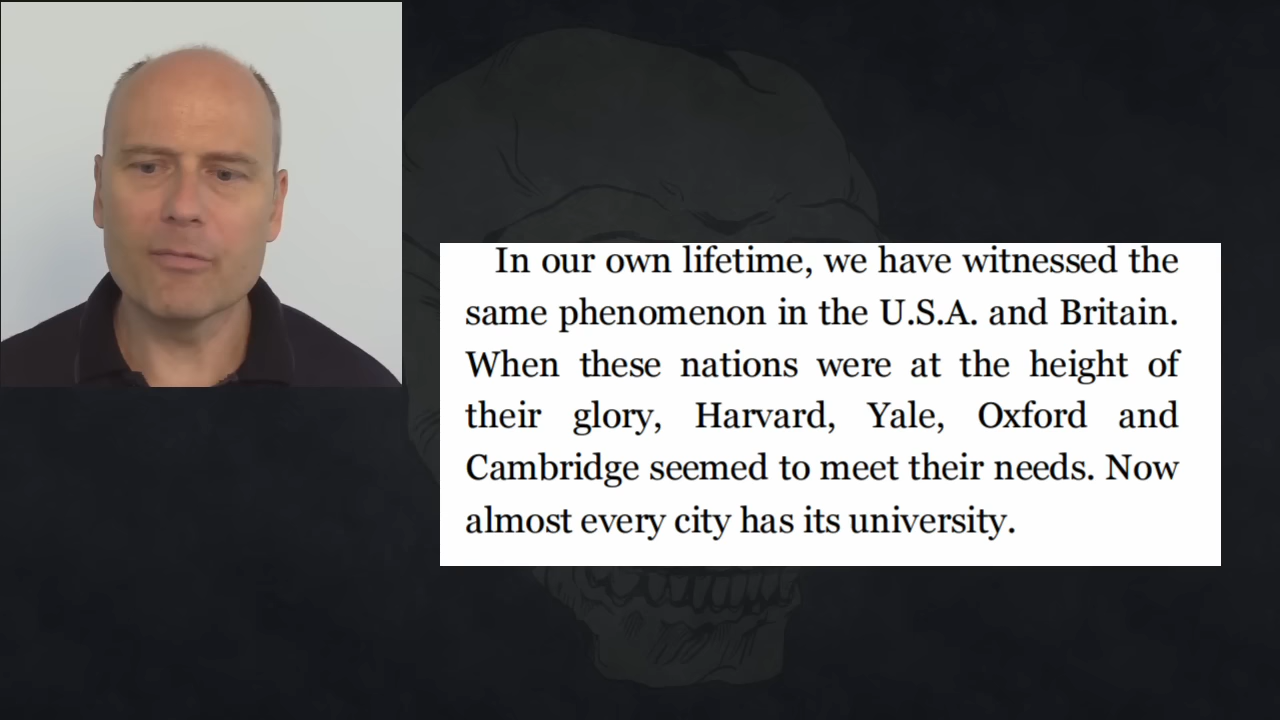 In our own lifetime, we have witnessed the
same phenomenon in the U.S.A. and Britain.
When these nations were at the height of
their glory, Harvard, Yale, Oxford and
Cambridge seemed to meet their needs. Now
almost every city has its university.